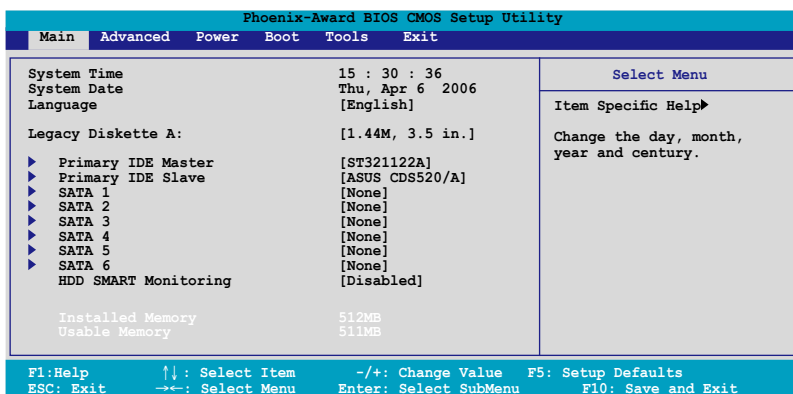 Phoenix-Award BIOS CMOS Setup Utility
Main Advanced Power Boot Tools Exit
System Time 15 : 30 : 36
System Date Thu, Apr 6 2006
Language [English]
Legacy Diskette A: [1.44M, 3.5 in.]
Primary IDE Master [ST321122A]
Primary IDE Slave [ASUS CDS520/A]
SATA 1 [None]
SATA 2 [None]
SATA 3 [None]
SATA 4 [None]
SATA 5 [None]
SATA 6 [None]
HDD SMART Monitoring [Disabled]
Installed Memory 512MB
Usable Memory 511MB
Select Menu
Item Specific Help
Change the day, month,
year and century.
F1:Help ↑↓: Select Item -/+: Change Value F5: Setup Defaults
ESC: Exit →←: Select Menu Enter: Select SubMenu F10: Save and Exit